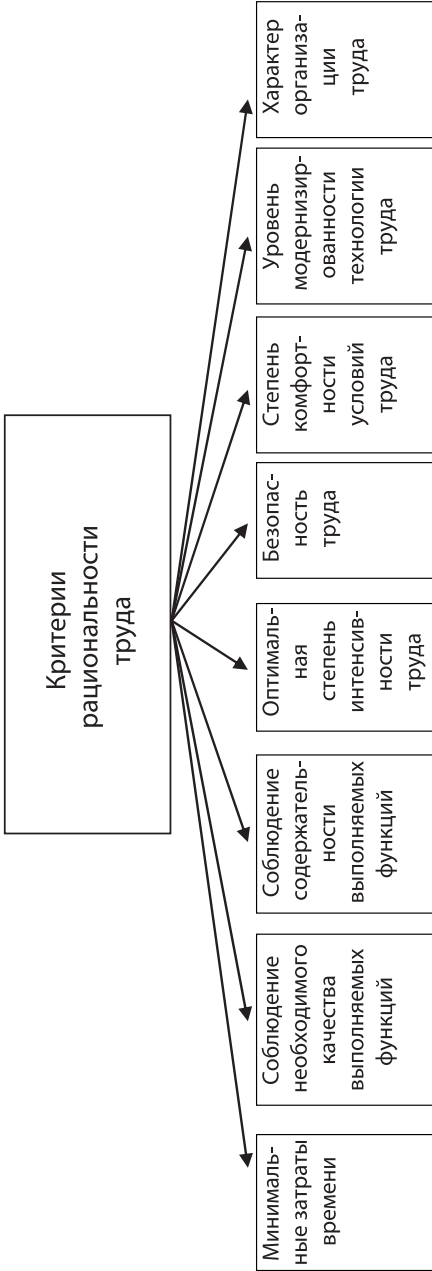 Критерии
рациональности
труда
Минималь-
ные затраты
времени
Соблюдение
необходимого
качества
выполняемых
функций
Соблюдение
содержатель-
ности
выполняемых
функций
Оптималь-
ная
степень
интенсив-
ности
труда
Безопас-
ность
труда
Степень
комфорт-
ности
условий
труда
Уровень
модернизир-
ованности
технологии
труда
Характер
организа-
ции
труда